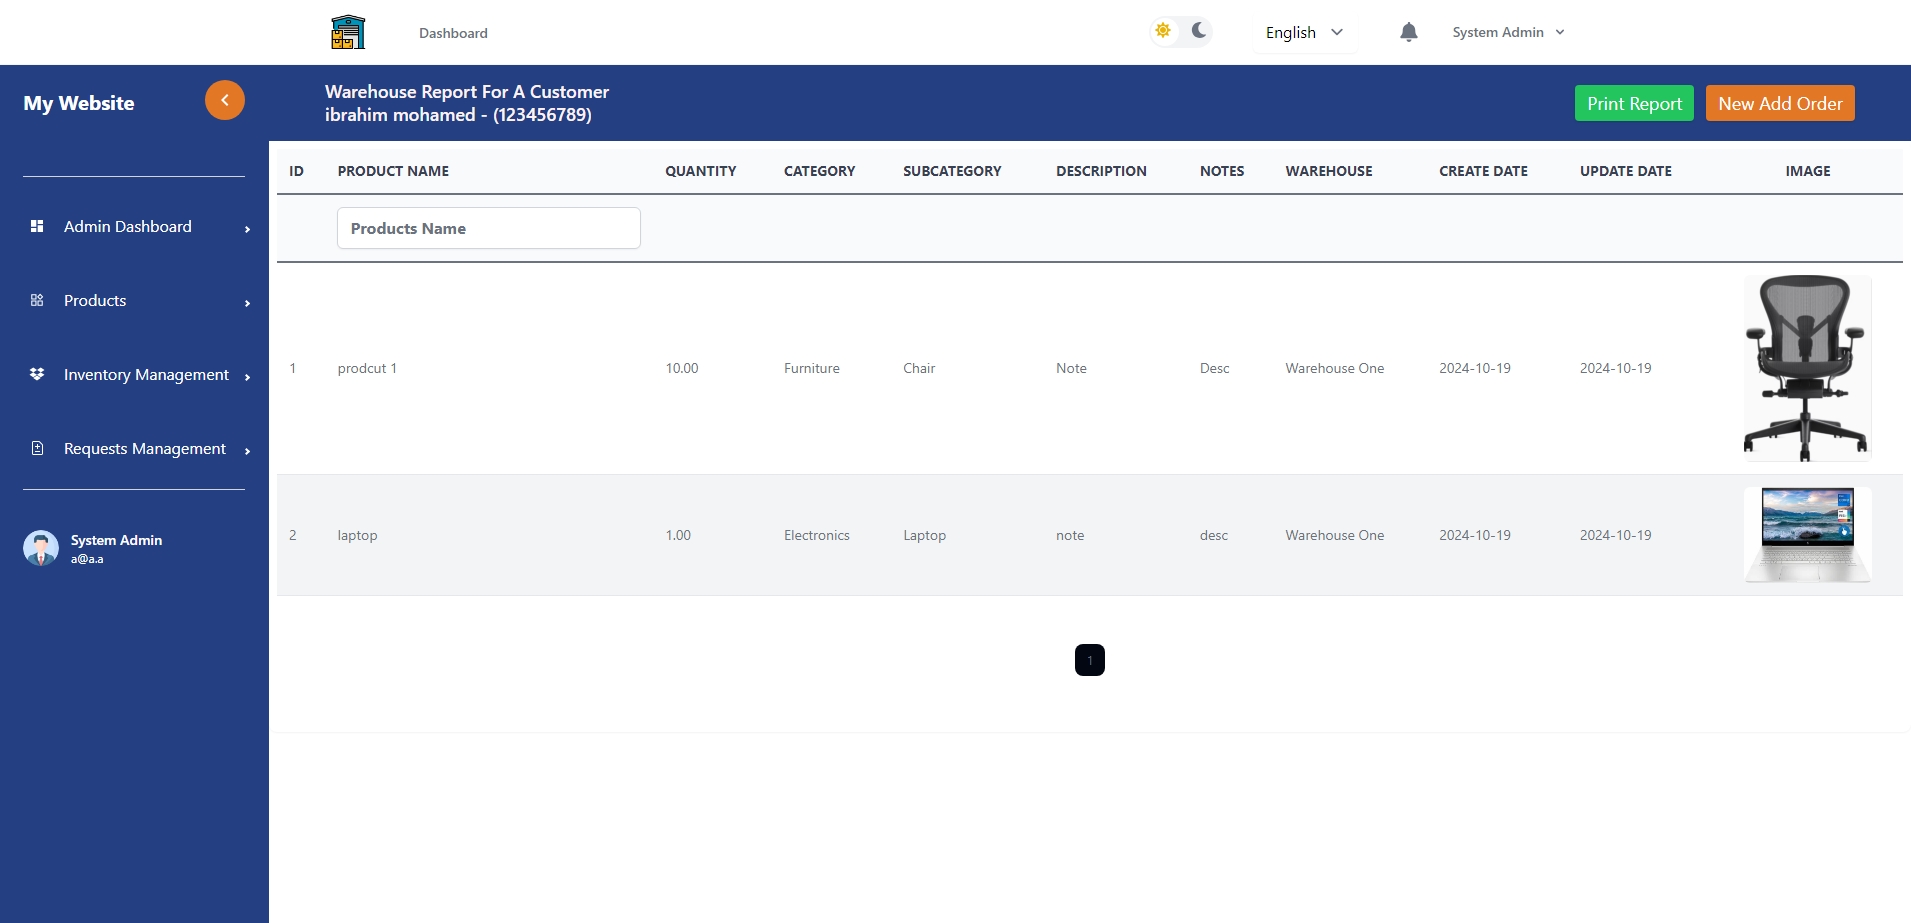 Dashboard
English
System Admin
My Website
Warehouse Report For A Customer
ibrahim mohamed - (123456789)
Print Report
New Add Order
Admin Dashboard
Products
Inventory Management
Requests Management
System Admin
a@a.a
ID PRODUCT NAME QUANTITY CATEGORY SUBCATEGORY DESCRIPTION NOTES WAREHOUSE CREATE DATE UPDATE DATE IMAGE
Products Name
1 prodcut 1 10.00 Furniture Chair Note Desc Warehouse One 2024-10-19 2024-10-19
2 laptop 1.00 Electronics Laptop note desc Warehouse One 2024-10-19 2024-10-19
1